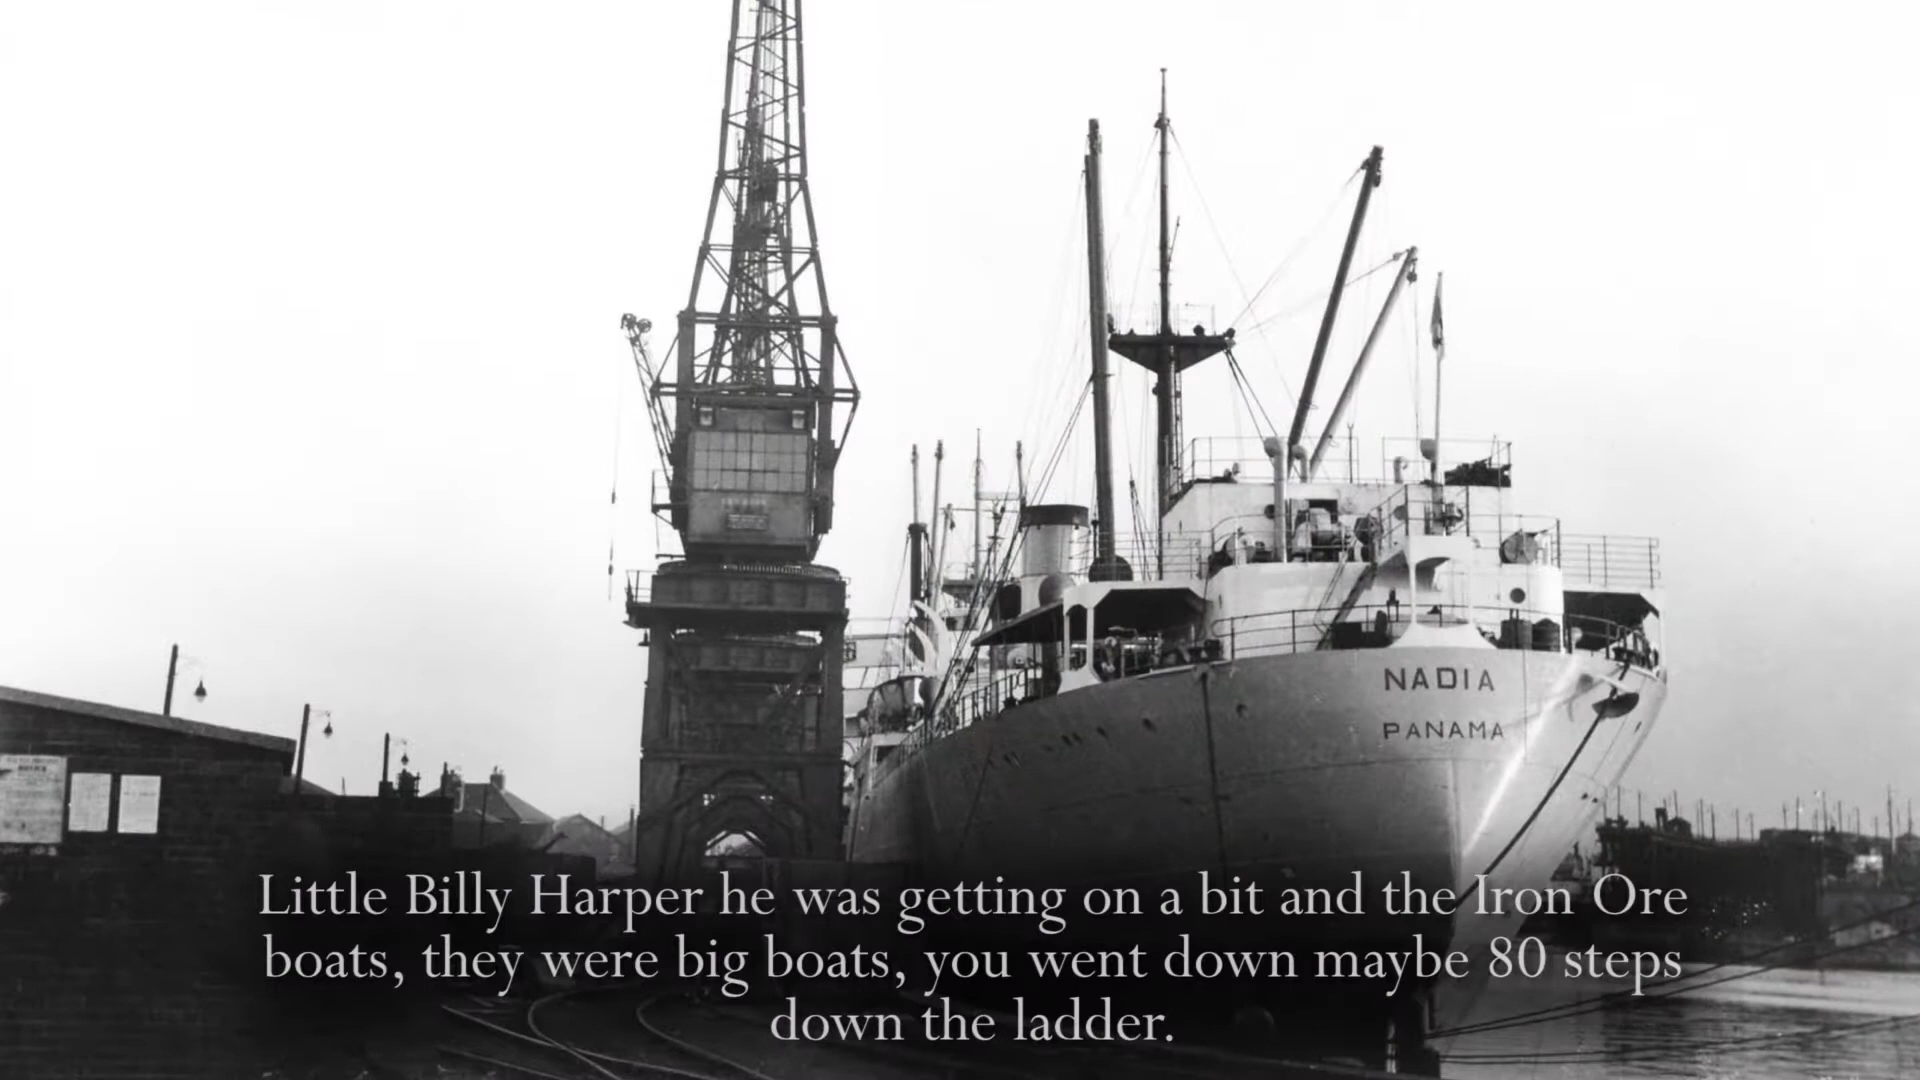 NADIA
PANAMA
Little Billy Harper he was getting on a bit and the Iron Ore
boats, they were big boats, you went down maybe 80 steps
down the ladder.